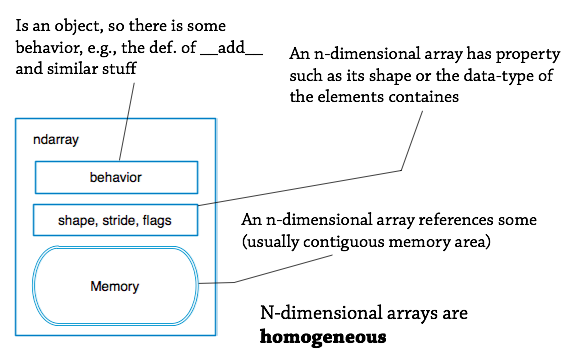 Is an object, so there is some
behavior, e.g., the def. of __add__
and similar stuff
An n-dimensional array has property
such as its shape or the data-type of
the elements containes
ndarray
behavior
shape, stride, flags
An n-dimensional array references some
(usually contiguous memory area)
Memory
N-dimensional arrays are
homogeneous